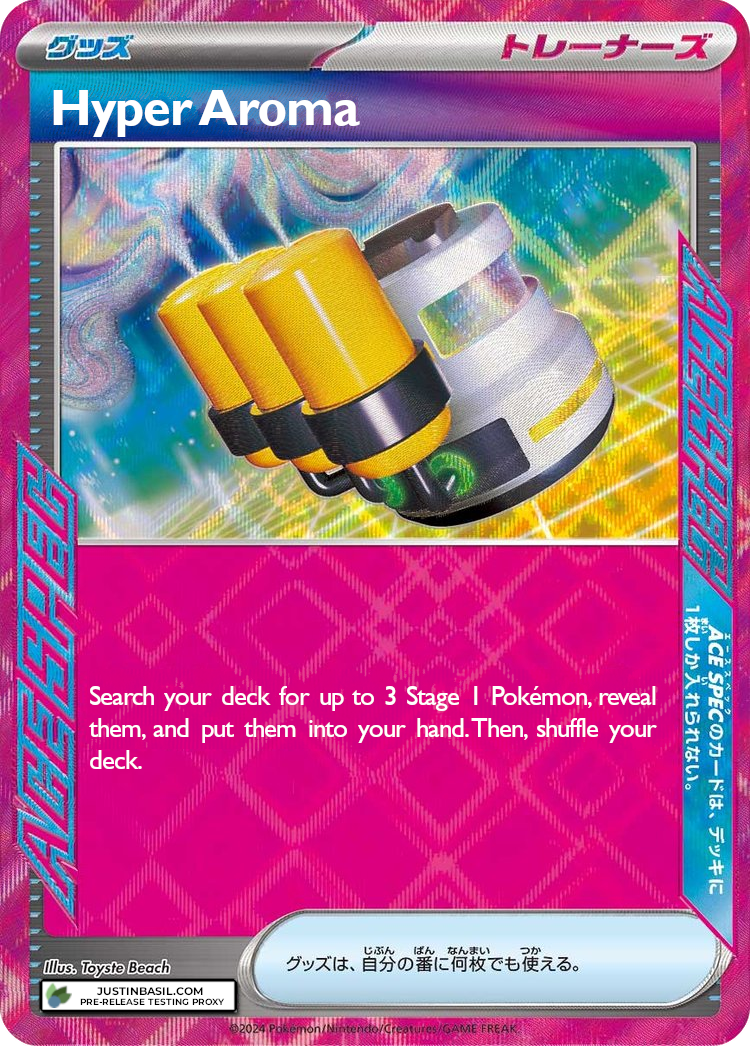 グッズ
トレーナーズ
Hyper Aroma
ACE SPEC
ACE SPEC
Search your deck for up to 3 Stage 1 Pokémon, reveal
them, and put them into your hand. Then, shuffle your
deck.
ACE SPECのカードは、デッキに
1枚しか入れられない。
グッズは、自分の番に何枚でも使える。
Illus. Toyste Beach
JUSTINBASIL.COM
PRE-RELEASE TESTING PROXY
©2024 Pokémon/Nintendo/Creatures/GAME FREAK